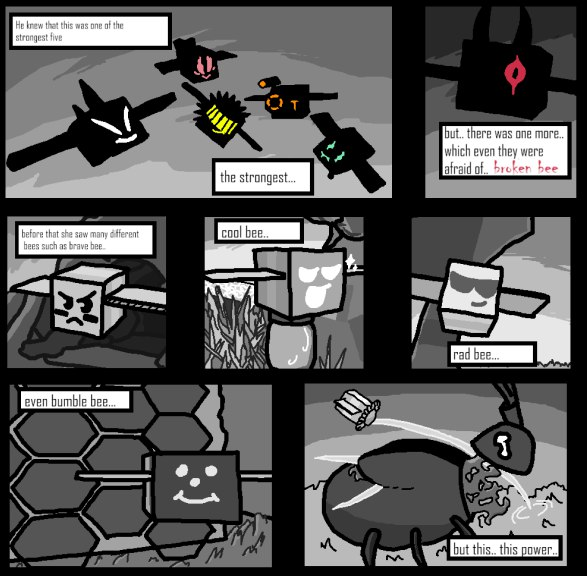 He knew that this was one of the
strongest five
the strongest...
but.. there was one more..
which even they were
afraid of.. broken bee
before that she saw many different
bees such as brave bee..
cool bee..
rad bee...
even bumble bee...
but this.. this power..